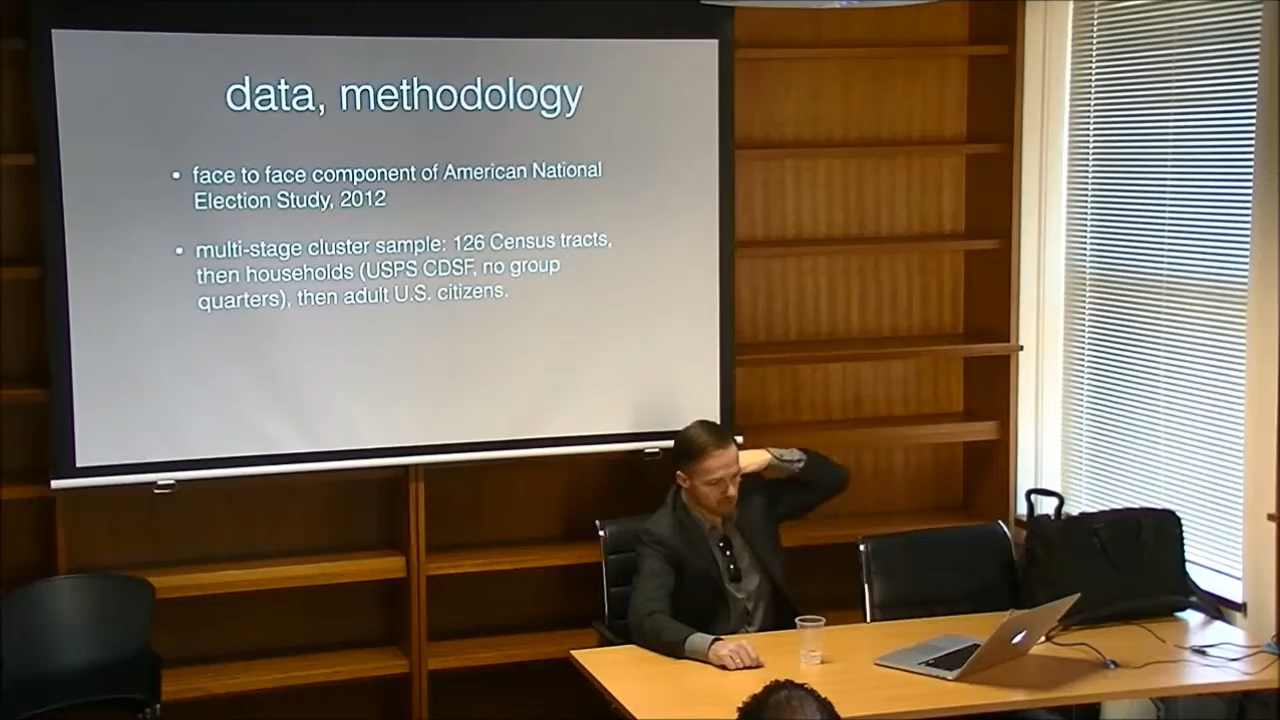 data, methodology
• face to face component of American National
Election Study, 2012
• multi-stage cluster sample: 126 Census tracts,
then households (USPS CDSF, no group
quarters), then adult U.S. citizens.